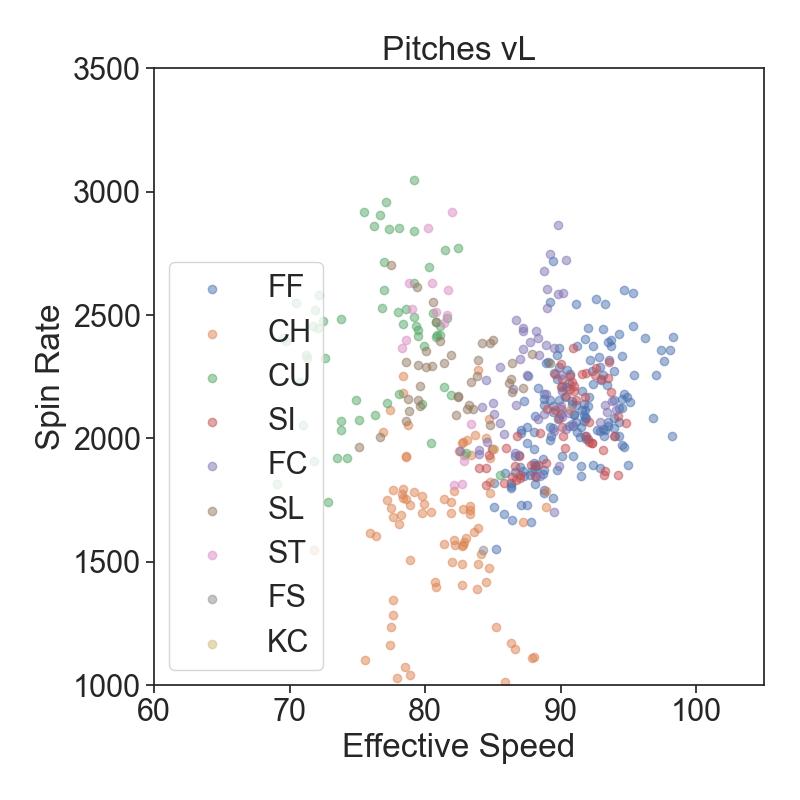 Pitches vL
3500
3000
2500
2000
1500
1000
Spin Rate
FF
CH
CU
SI
FC
SL
ST
FS
KC
60 70 80 90 100
Effective Speed